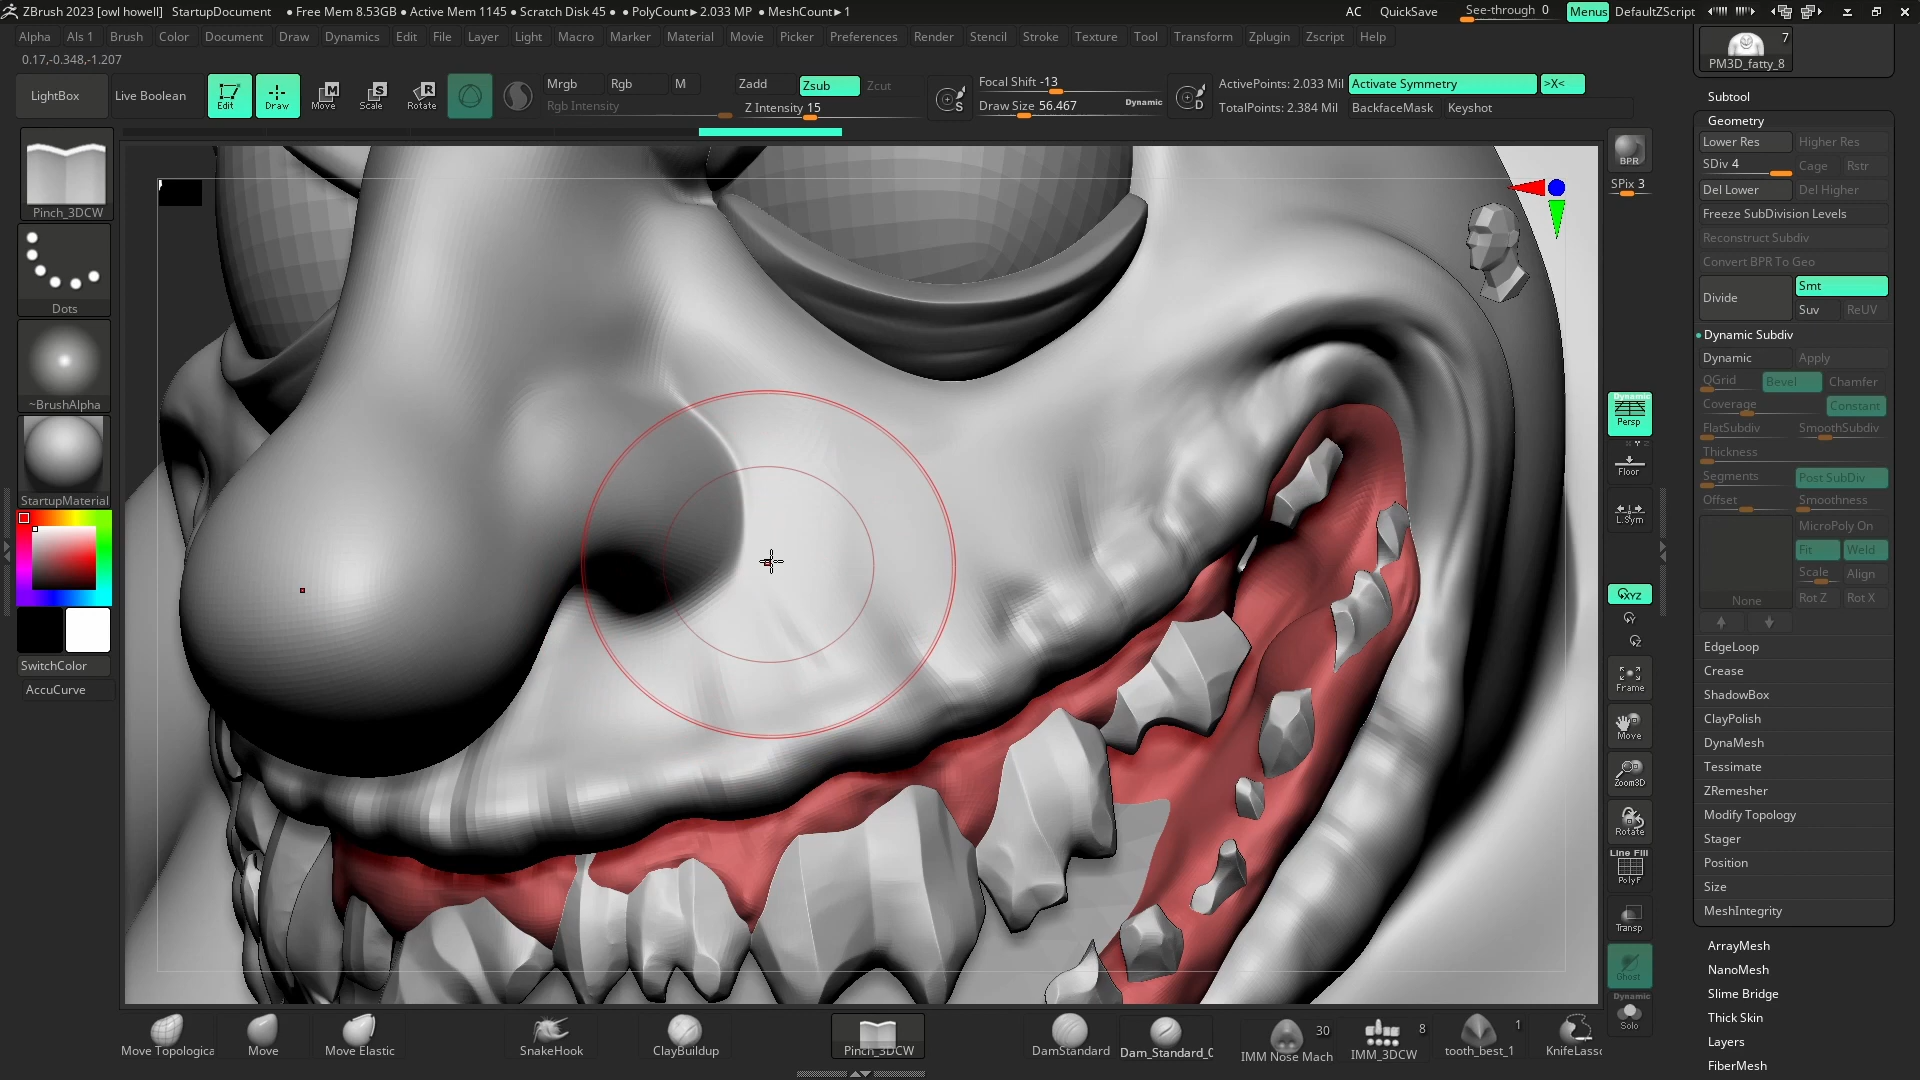 ZBrush 2023 [owl howell] StartupDocument ● Free Mem 8.53GB ● Active Mem 1145 ● Scratch Disk 45 ● ● PolyCount►2.033 MP ● MeshCount►1 AC QuickSave See-through 0 Menus DefaultZScript
Alpha Als 1 Brush Color Document Draw Dynamics Edit File Layer Light Macro Marker Material Movie Picker Preferences Render Stencil Stroke Texture Tool Transform Zplugin Zscript Help
0.17,-0.348,-1.207
LightBox
Live Boolean
Edit
Draw
Move
Scale
Rotate
Mrgb Rgb M
Rgb Intensity
Zadd Zsub Zcut
Z Intensity 15
S
Focal Shift -13
Draw Size 56.467 Dynamic
D
ActivePoints: 2.033 Mil
TotalPoints: 2.384 Mil
Activate Symmetry >X<
BackfaceMask Keyshot
Pinch_3DCW
Dots
~BrushAlpha
StartupMaterial
SwitchColor
AccuCurve
BPR
SPix 3
Dynamic
Persp
Floor
L.Sym
XYZ
Y
Z
Frame
Move
Zoom3D
Rotate
Line Fill
PolyF
Transp
Ghost
Dynamic
Solo
7
PM3D_fatty_8
Subtool
Geometry
Lower Res Higher Res
SDiv 4 Cage Rstr
Del Lower Del Higher
Freeze SubDivision Levels
Reconstruct Subdiv
Convert BPR To Geo
Divide
Smt
Suv ReUV
Dynamic Subdiv
Dynamic Apply
QGrid Bevel Chamfer
Coverage Constant
FlatSubdiv SmoothSubdiv
Thickness
Segments Post SubDiv
Offset Smoothness
MicroPoly On
Fit Weld
Scale Align
None Rot Z Rot X
EdgeLoop
Crease
ShadowBox
ClayPolish
DynaMesh
Tessimate
ZRemesher
Modify Topology
Stager
Position
Size
MeshIntegrity
ArrayMesh
NanoMesh
Slime Bridge
Thick Skin
Layers
FiberMesh
Move Topologica
Move
Move Elastic
SnakeHook
ClayBuildup
Pinch_3DCW
DamStandard
Dam_Standard_0
30
IMM Nose Mach
8
IMM_3DCW
1
tooth_best_1
KnifeLasso